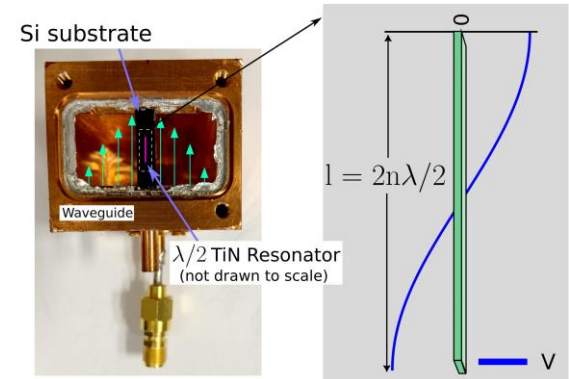 Si substrate
0
l = 2nλ/2
Waveguide
λ/2 TiN Resonator
(not drawn to scale)
V